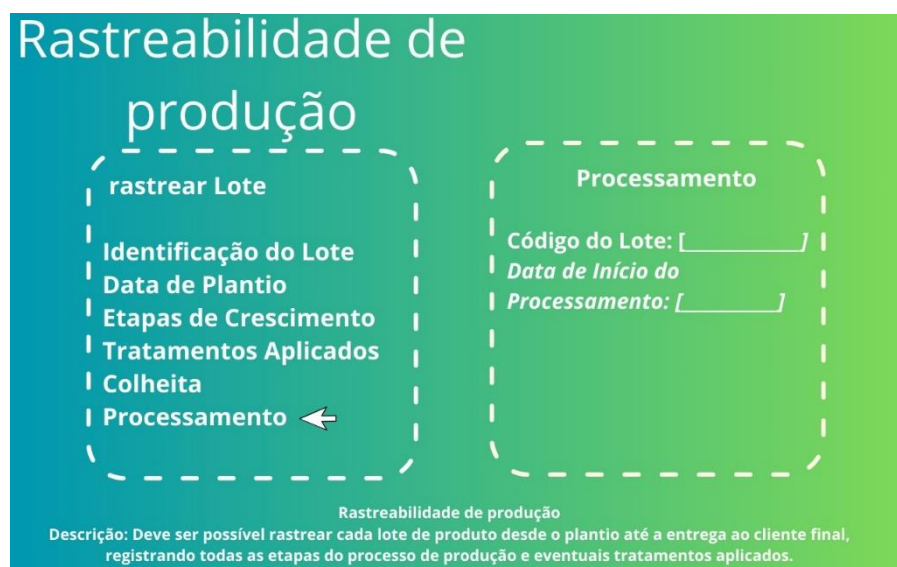 Rastreabilidade de
produção
rastrear Lote
Identificação do Lote
Data de Plantio
Etapas de Crescimento
Tratamentos Aplicados
Colheita
Processamento
Processamento
Código do Lote: [___________]
Data de Início do
Processamento: [_________]
Rastreabilidade de produção
Descrição: Deve ser possível rastrear cada lote de produto desde o plantio até a entrega ao cliente final,
registrando todas as etapas do processo de produção e eventuais tratamentos aplicados.